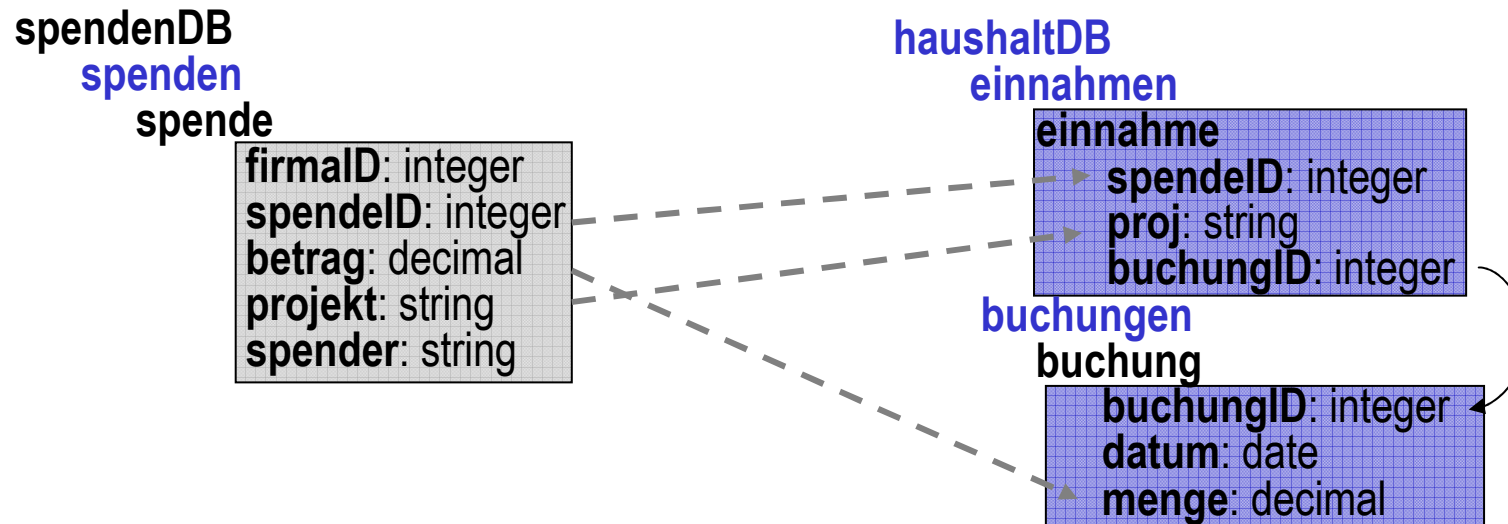 spendenDB
spenden
spende
firmaID: integer
spendeID: integer
betrag: decimal
projekt: string
spender: string
haushaltDB
einnahmen
einnahme
spendeID: integer
proj: string
buchungID: integer
buchungen
buchung
buchungID: integer
datum: date
menge: decimal